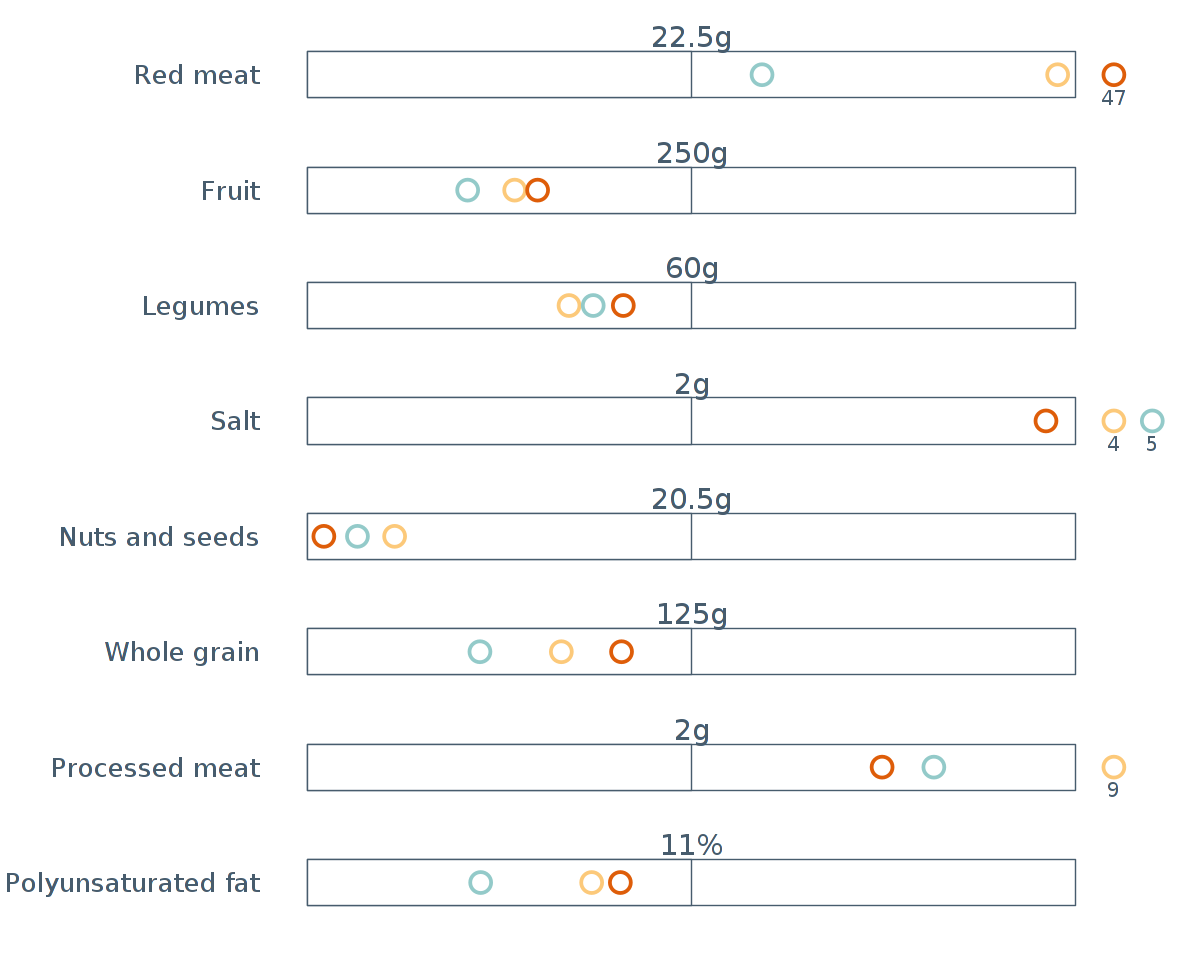 22.5g
Red meat
47
250g
Fruit
60g
Legumes
2g
Salt
4 5
20.5g
Nuts and seeds
125g
Whole grain
2g
Processed meat
9
11%
Polyunsaturated fat